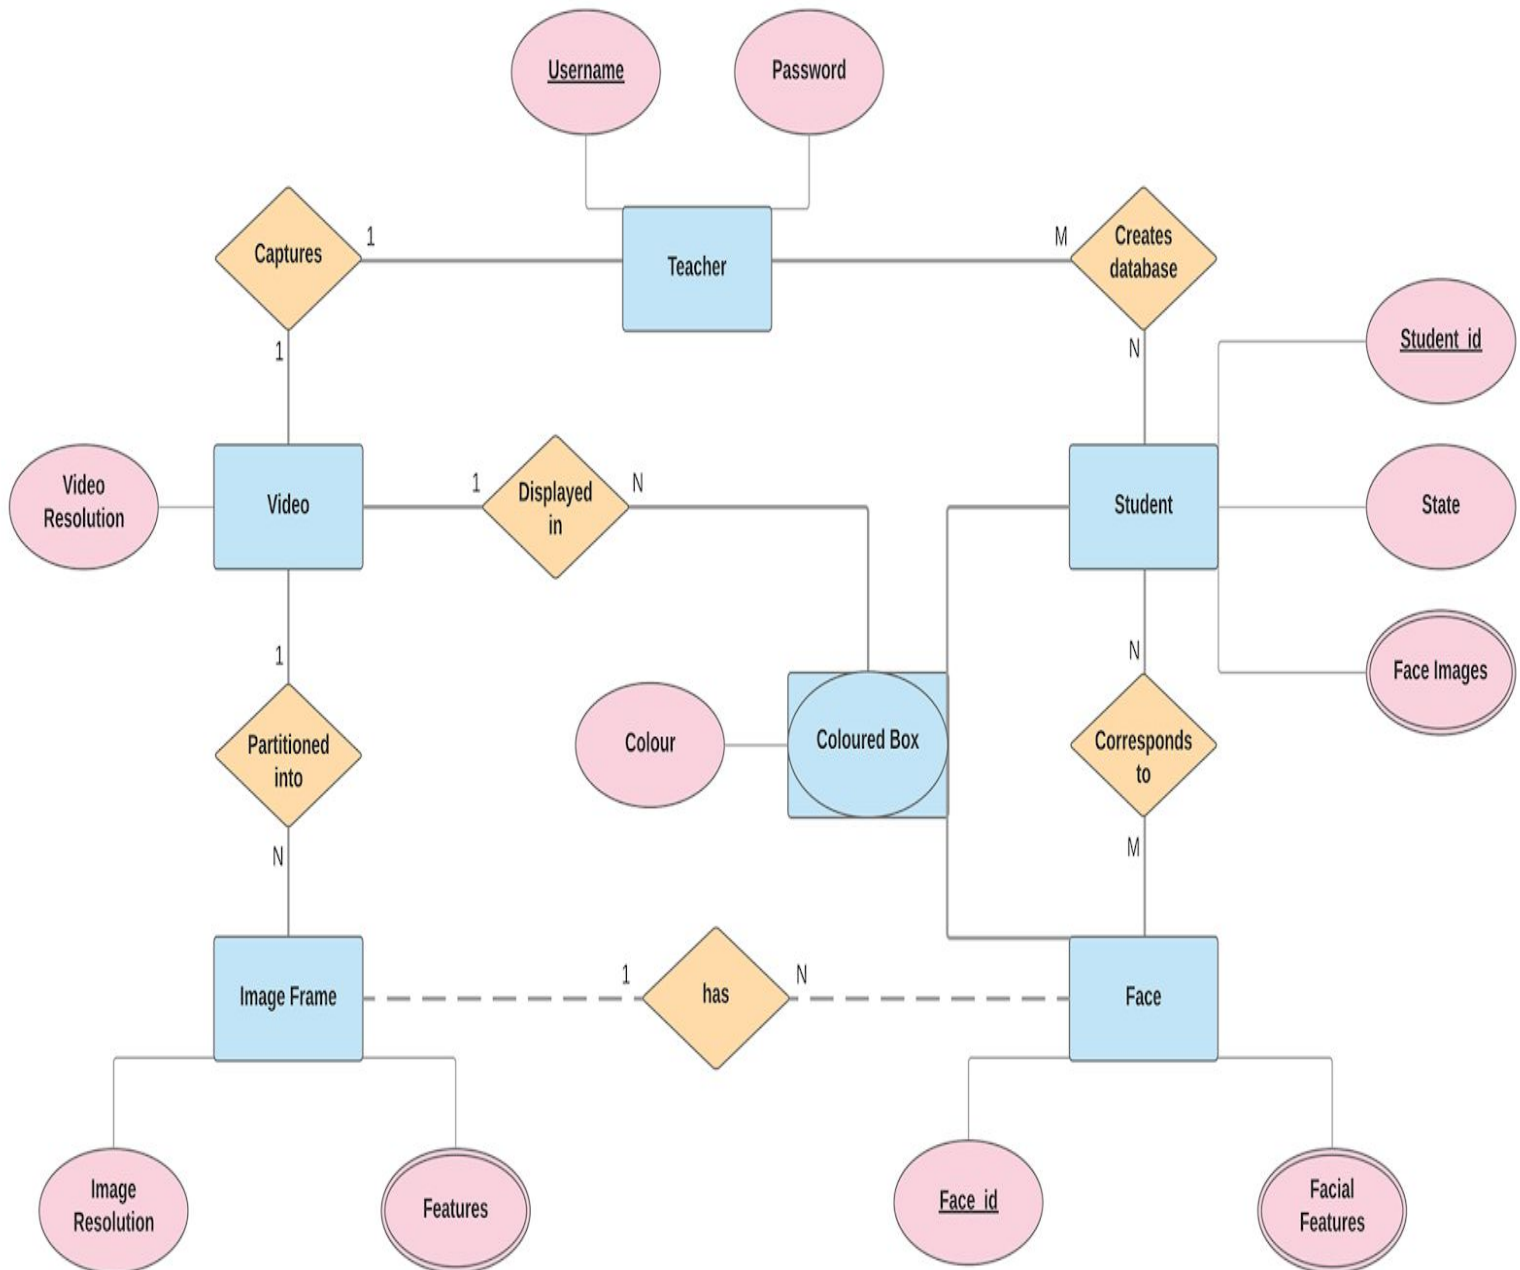 Username
Password
Captures
1
Teacher
M
Creates
database
1
N
Student_id
Video
Resolution
Video
1
Displayed
in
N
Student
State
1
N
Face Images
Partitioned
into
Colour
Coloured Box
Corresponds
to
N
M
Image Frame
1
has
N
Face
Image
Resolution
Features
Face_id
Facial
Features